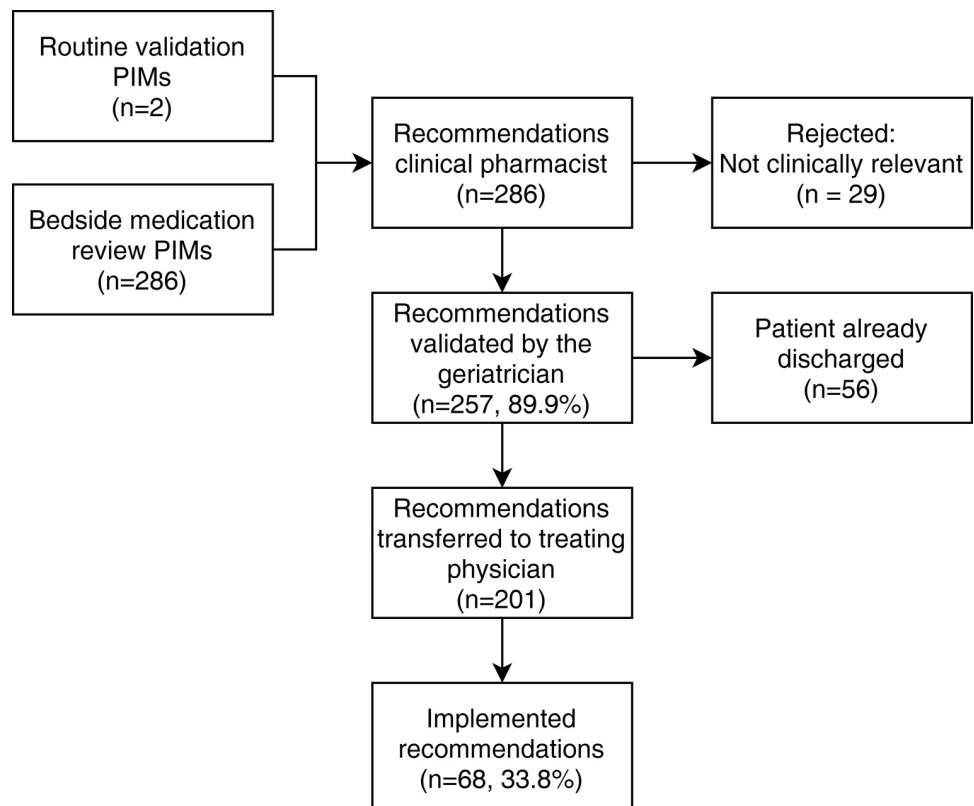 Routine validation
PIMs
(n=2)
Bedside medication
review PIMs
(n=286)
Recommendations
clinical pharmacist
(n=286)
Rejected:
Not clinically relevant
(n = 29)
Recommendations
validated by the
geriatrician
(n=257, 89.9%)
Patient already
discharged
(n=56)
Recommendations
transferred to treating
physician
(n=201)
Implemented
recommendations
(n=68, 33.8%)